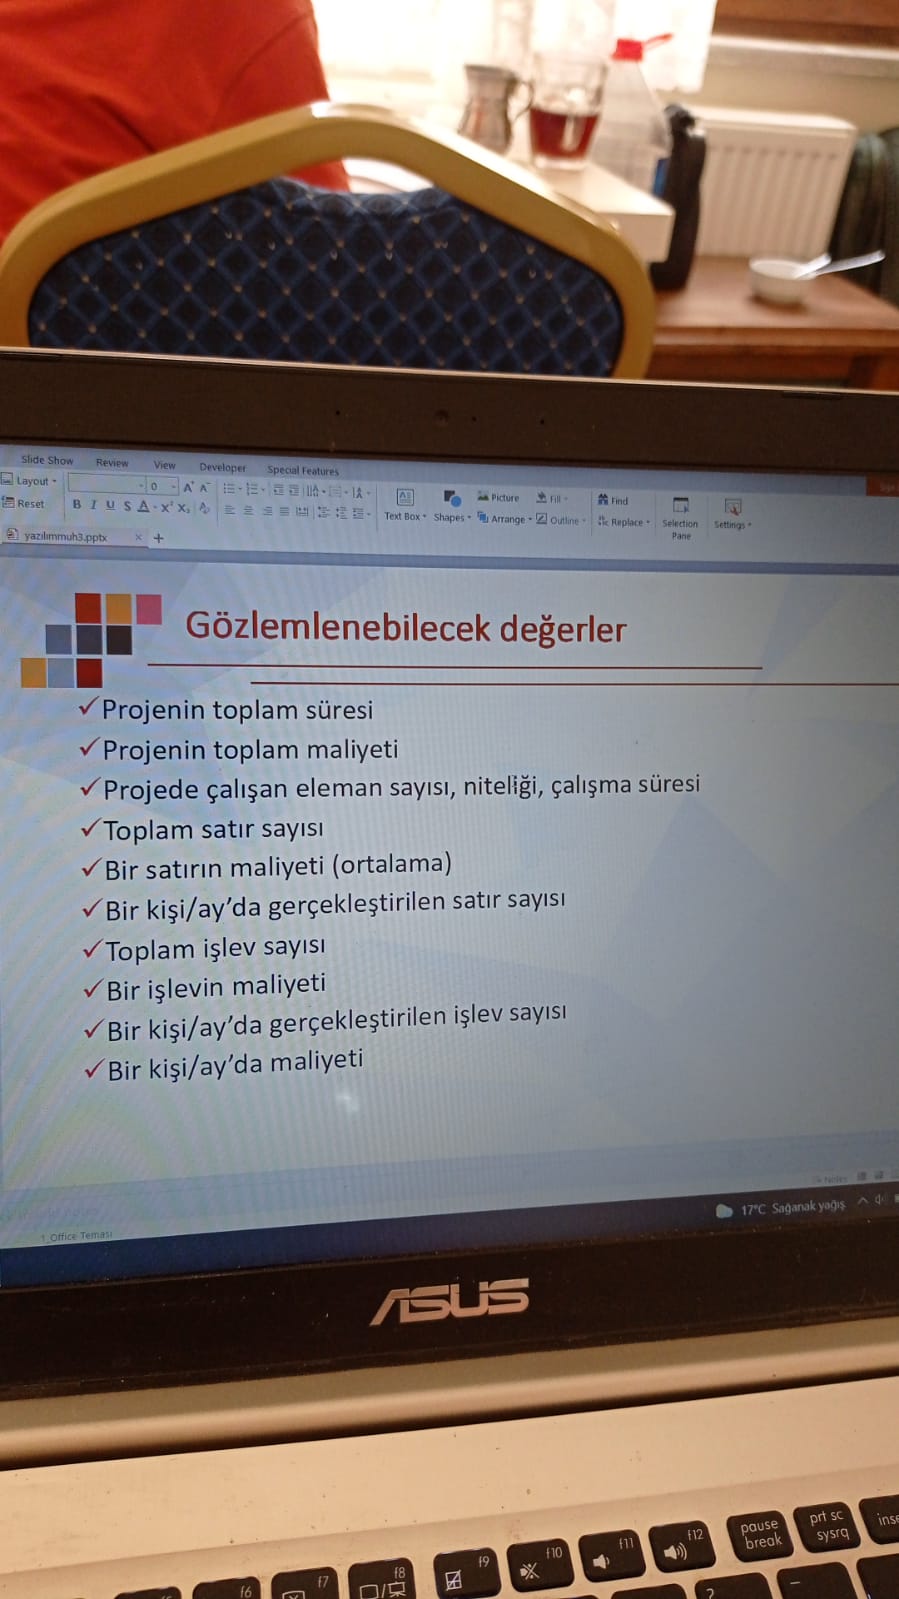 Slide Show Review View Developer Special Features
Layout
0 A A
Picture Fill Find
Reset B I U S A X² X₂
Text Box Shapes Arrange Outline Replace Selection Pane Settings
yazılımmuh3.pptx × +
Gözlemlenebilecek değerler
✓Projenin toplam süresi
✓Projenin toplam maliyeti
✓Projede çalışan eleman sayısı, niteliği, çalışma süresi
✓Toplam satır sayısı
✓Bir satırın maliyeti (ortalama)
✓Bir kişi/ay’da gerçekleştirilen satır sayısı
✓Toplam işlev sayısı
✓Bir işlevin maliyeti
✓Bir kişi/ay’da gerçekleştirilen işlev sayısı
✓Bir kişi/ay’da maliyeti
Notes
17°C Sağanak yağış
1_Office Teması
ASUS
f6 f7 f8 f9 f10 f11 f12 pause break prt sc sysrq